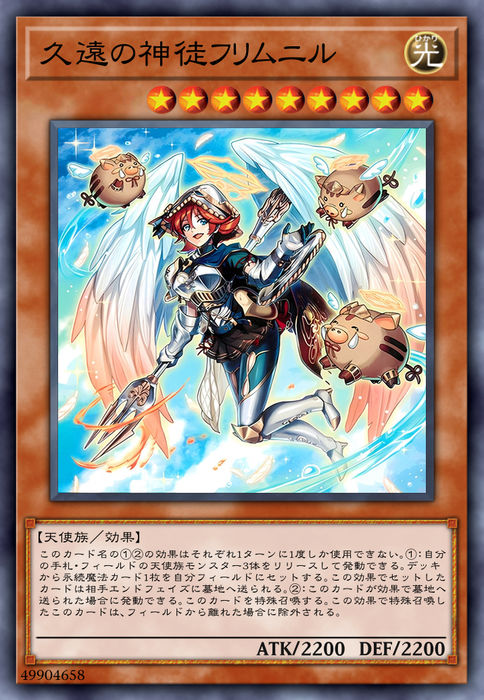 久遠の神徒フリムニル
ひかり
光
【天使族／効果】
このカード名の①②の効果はそれぞれ1ターンに1度しか使用できない。①：自分
の手札・フィールドの天使族モンスター3体をリリースして発動できる。デッキ
から永続魔法カード1枚を自分フィールドにセットする。この効果でセットし
たカードは相手エンドフェイズに墓地へ送られる。②：このカードが効果で墓地へ
送られた場合に発動できる。このカードを特殊召喚する。この効果で特殊召喚し
たこのカードは、フィールドから離れた場合に除外される。
ATK/2200 DEF/2200
49904658